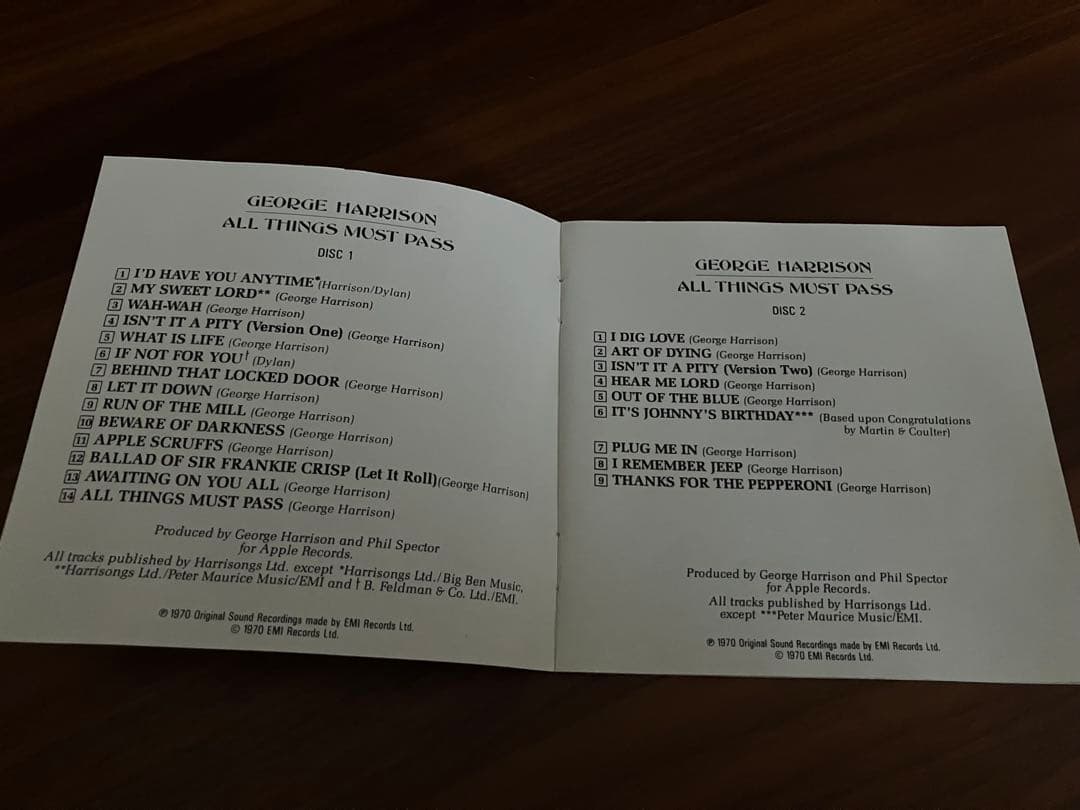 GEORGE HARRISON
ALL THINGS MUST PASS
DISC 1
1 I'D HAVE YOU ANYTIME* (Harrison/Dylan)
2 MY SWEET LORD** (George Harrison)
3 WAH-WAH (George Harrison)
4 ISN'T IT A PITY (Version One) (George Harrison)
5 WHAT IS LIFE (George Harrison)
6 IF NOT FOR YOU† (Dylan)
7 BEHIND THAT LOCKED DOOR (George Harrison)
8 LET IT DOWN (George Harrison)
9 RUN OF THE MILL (George Harrison)
10 BEWARE OF DARKNESS (George Harrison)
11 APPLE SCRUFFS (George Harrison)
12 BALLAD OF SIR FRANKIE CRISP (Let It Roll) (George Harrison)
13 AWAITING ON YOU ALL (George Harrison)
14 ALL THINGS MUST PASS (George Harrison)
Produced by George Harrison and Phil Spector
for Apple Records.
All tracks published by Harrisongs Ltd. except *Harrisongs Ltd./Big Ben Music,
**Harrisongs Ltd./Peter Maurice Music/EMI and † B. Feldman & Co. Ltd./EMI.
℗ 1970 Original Sound Recordings made by EMI Records Ltd.
© 1970 EMI Records Ltd.
GEORGE HARRISON
ALL THINGS MUST PASS
DISC 2
1 I DIG LOVE (George Harrison)
2 ART OF DYING (George Harrison)
3 ISN'T IT A PITY (Version Two) (George Harrison)
4 HEAR ME LORD (George Harrison)
5 OUT OF THE BLUE (George Harrison)
6 IT'S JOHNNY'S BIRTHDAY*** (Based upon Congratulations
by Martin & Coulter)
7 PLUG ME IN (George Harrison)
8 I REMEMBER JEEP (George Harrison)
9 THANKS FOR THE PEPPERONI (George Harrison)
Produced by George Harrison and Phil Spector
for Apple Records.
All tracks published by Harrisongs Ltd.
except ***Peter Maurice Music/EMI.
℗ 1970 Original Sound Recordings made by EMI Records Ltd.
© 1970 EMI Records Ltd.